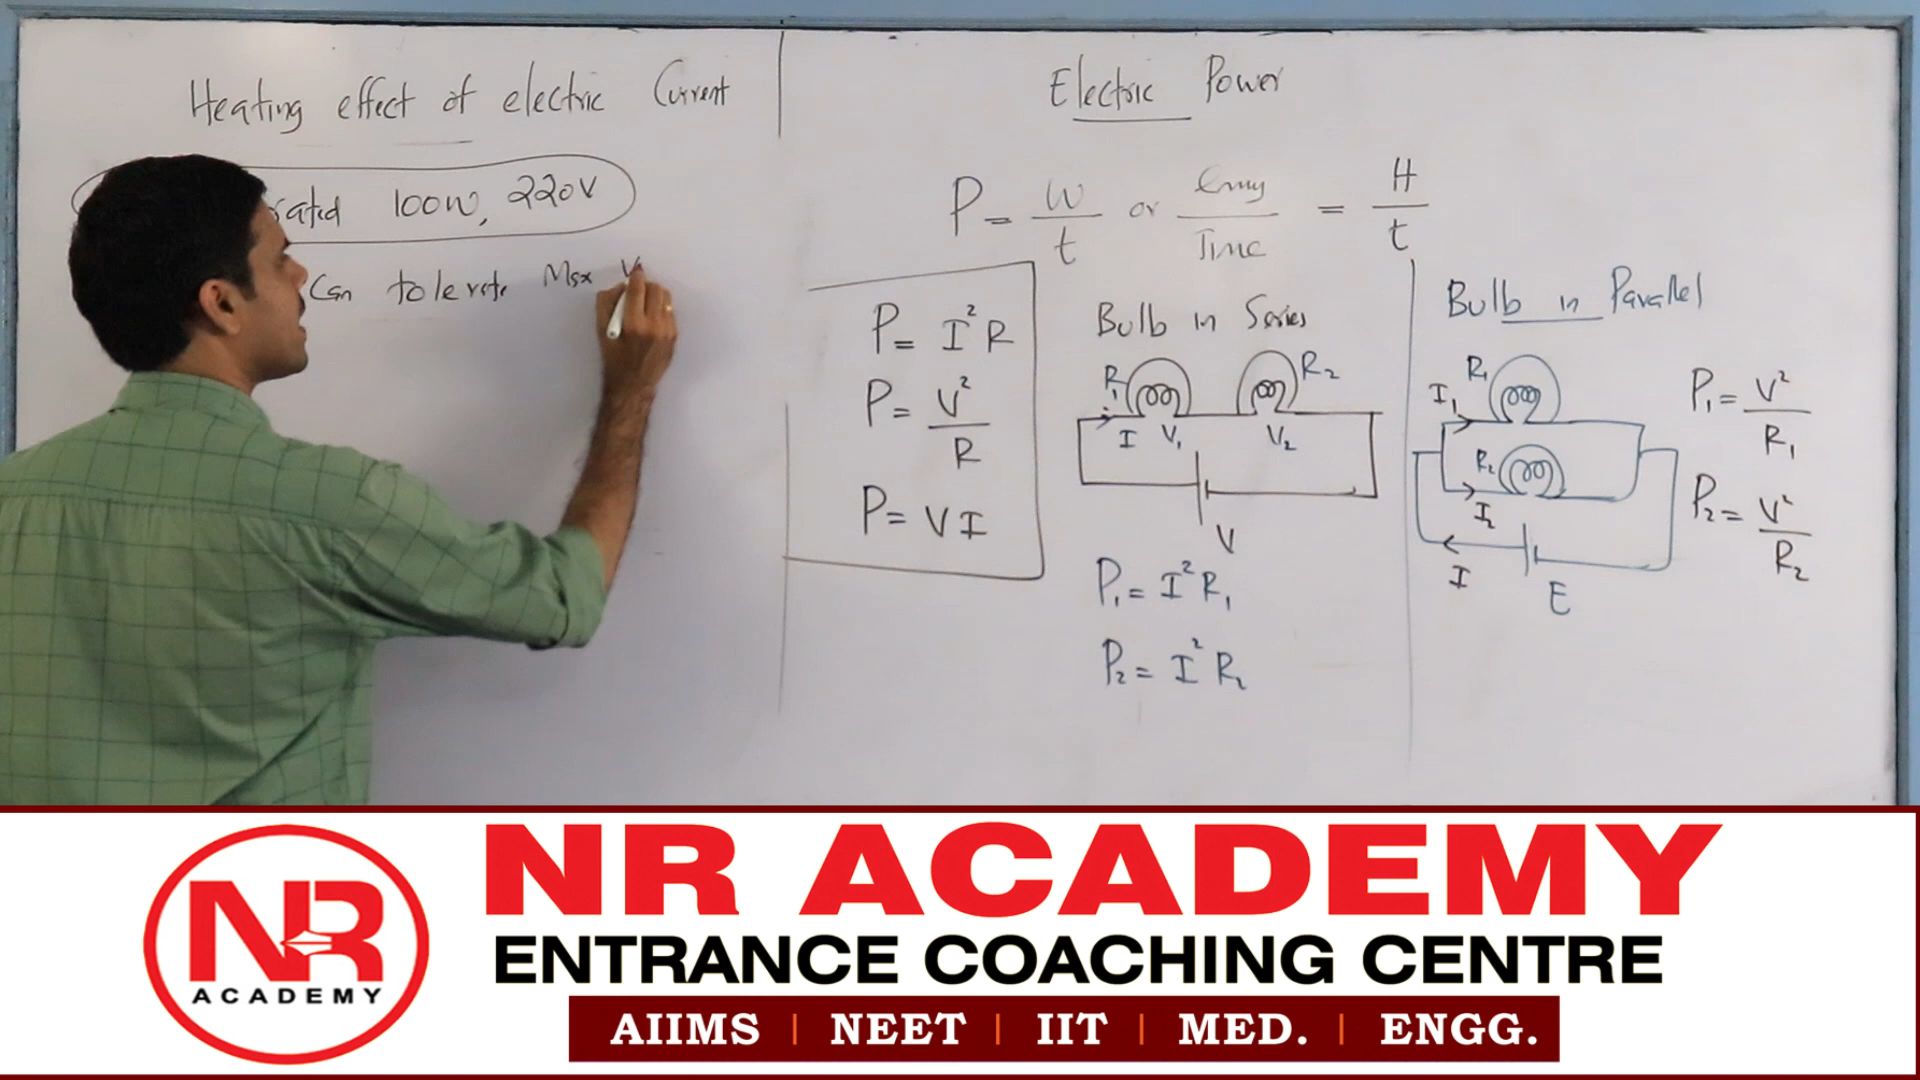 Heating effect of electric Current
rated 100W, 220V
Can tolerate Max V
Electric Power
P = W/t or Energy/Time = H/t
P = I²R
P = V²/R
P = VI
Bulb in Series
R₁ R₂
I V₁ V₂
V
P₁ = I²R₁
P₂ = I²R₂
Bulb in Parallel
R₁
I₁
R₂
I₂
I
E
P₁ = V²/R₁
P₂ = V²/R₂
NR
ACADEMY
NR ACADEMY
ENTRANCE COACHING CENTRE
AIIMS | NEET | IIT | MED. | ENGG.